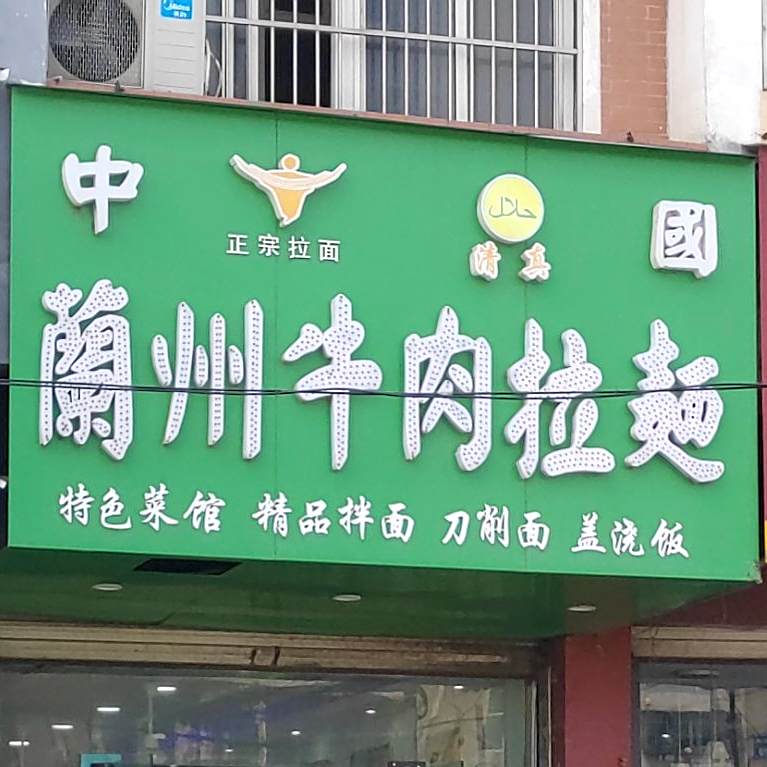 中 國
正宗拉面
حلال
清真
蘭州牛肉拉麵
特色菜馆 精品拌面 刀削面 盖浇饭
Midea